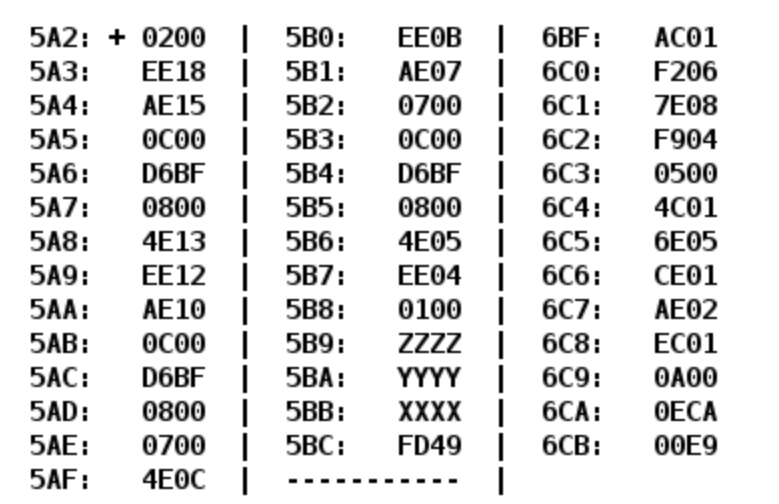 5A2: + 0200 | 5B0: EE0B | 6BF: AC01
5A3: EE18 | 5B1: AE07 | 6C0: F206
5A4: AE15 | 5B2: 0700 | 6C1: 7E08
5A5: 0C00 | 5B3: 0C00 | 6C2: F904
5A6: D6BF | 5B4: D6BF | 6C3: 0500
5A7: 0800 | 5B5: 0800 | 6C4: 4C01
5A8: 4E13 | 5B6: 4E05 | 6C5: 6E05
5A9: EE12 | 5B7: EE04 | 6C6: CE01
5AA: AE10 | 5B8: 0100 | 6C7: AE02
5AB: 0C00 | 5B9: ZZZZ | 6C8: EC01
5AC: D6BF | 5BA: YYYY | 6C9: 0A00
5AD: 0800 | 5BB: XXXX | 6CA: 0ECA
5AE: 0700 | 5BC: FD49 | 6CB: 00E9
5AF: 4E0C | ----------- |